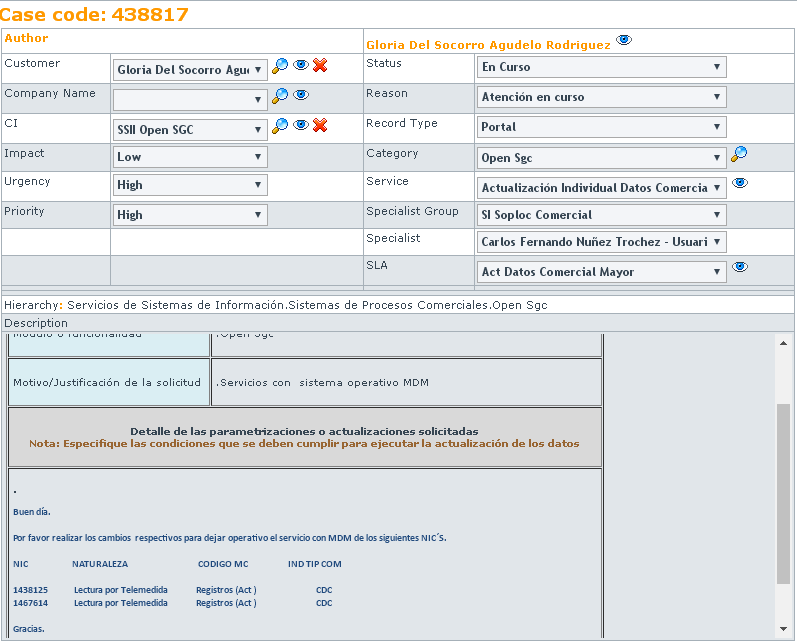 Case code: 438817
Author
Gloria Del Socorro Agudelo Rodriguez
Customer Gloria Del Socorro Agu Status En Curso
Company Name Reason Atención en curso
CI SSII Open SGC Record Type Portal
Impact Low Category Open Sgc
Urgency High Service Actualización Individual Datos Comercia
Priority High Specialist Group SI Soploc Comercial
Specialist Carlos Fernando Nuñez Trochez - Usuari
SLA Act Datos Comercial Mayor
Hierarchy: Servicios de Sistemas de Información.Sistemas de Procesos Comerciales.Open Sgc
Description
Modulo o funcionalidad .Open Sgc
Motivo/Justificación de la solicitud .Servicios con sistema operativo MDM
Detalle de las parametrizaciones o actualizaciones solicitadas
Nota: Especifique las condiciones que se deben cumplir para ejecutar la actualización de los datos
.
Buen día.
Por favor realizar los cambios respectivos para dejar operativo el servicio con MDM de los siguientes NIC´S.
NIC NATURALEZA CODIGO MC IND TIP COM
1438125 Lectura por Telemedida Registros (Act ) CDC
1467614 Lectura por Telemedida Registros (Act ) CDC
Gracias.